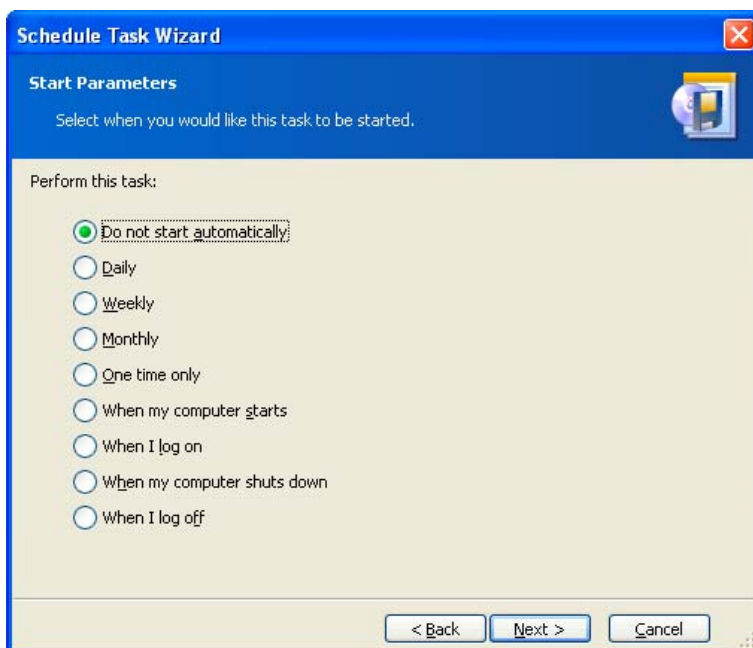 Schedule Task Wizard
Start Parameters
Select when you would like this task to be started.
Perform this task:
Do not start automatically
Daily
Weekly
Monthly
One time only
When my computer starts
When I log on
When my computer shuts down
When I log off
< Back Next > Cancel